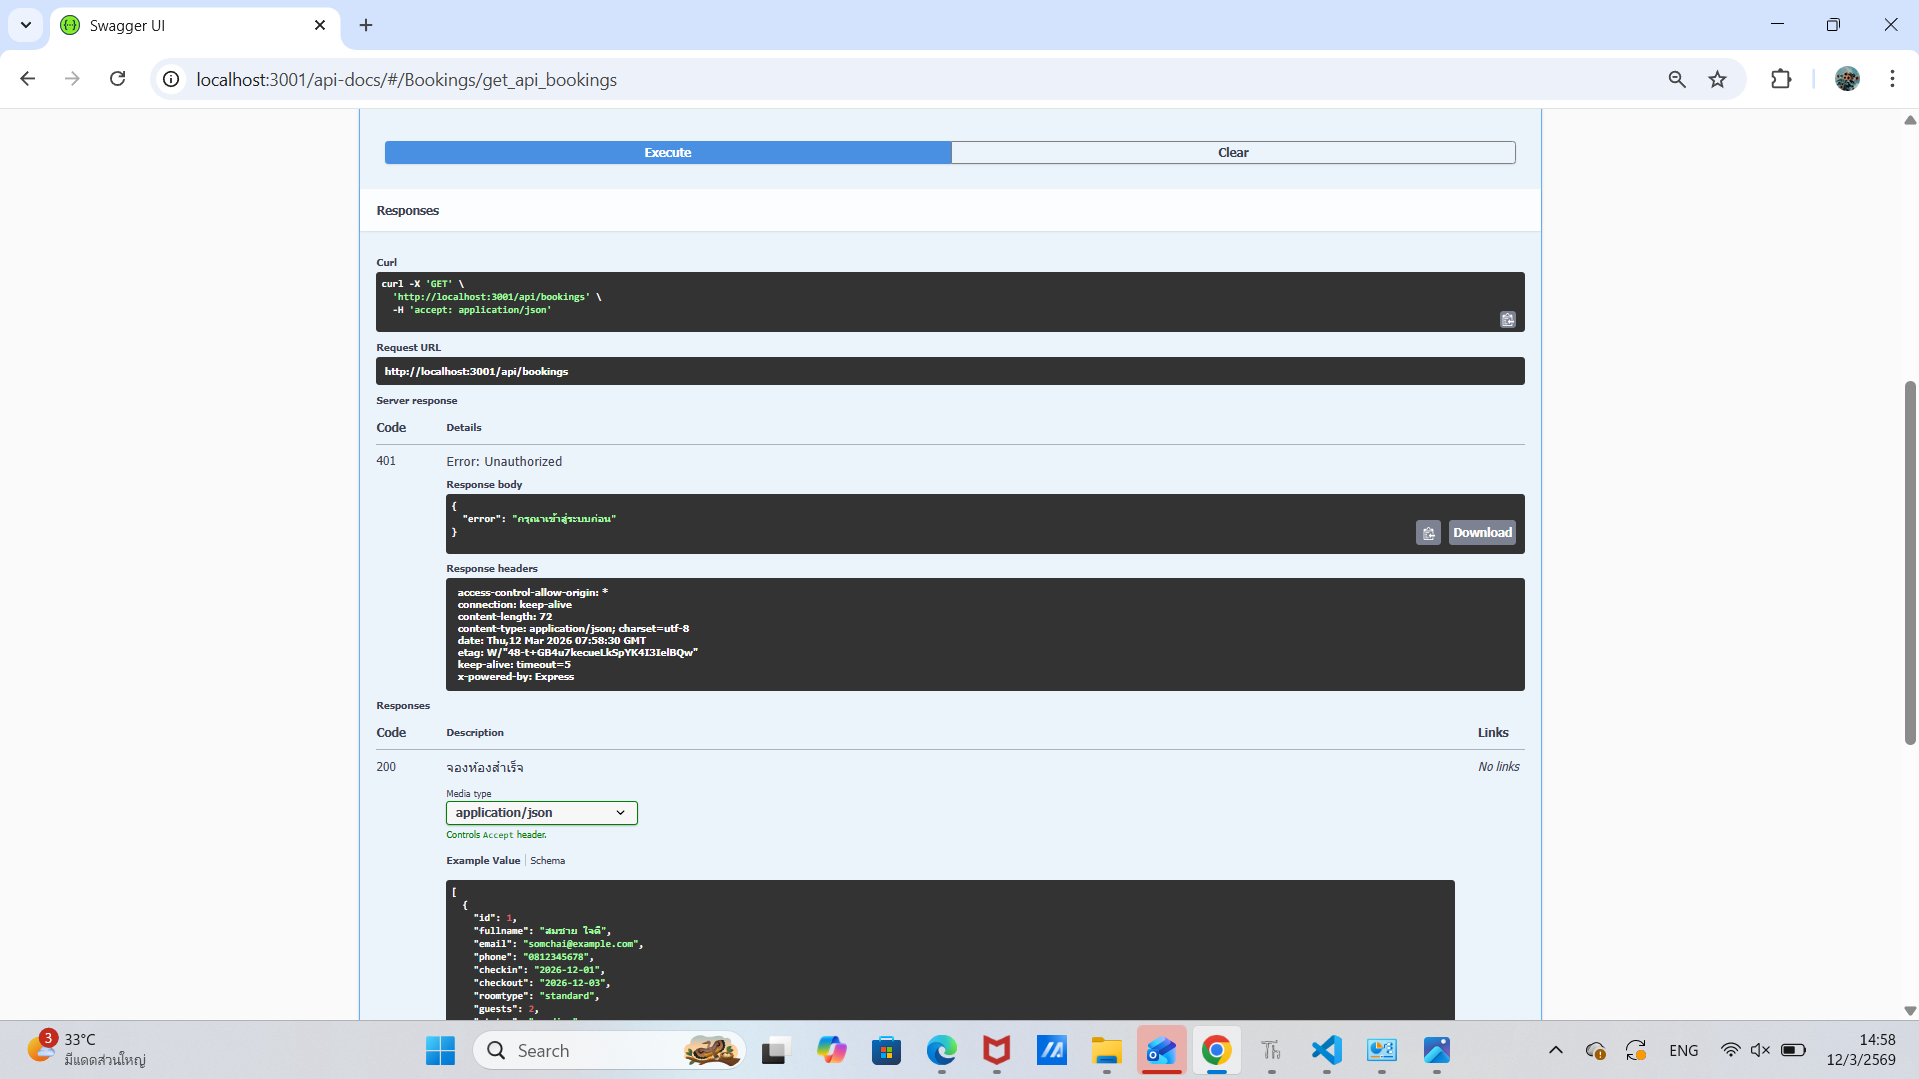 Swagger UI
localhost:3001/api-docs/#/Bookings/get_api_bookings
Execute
Clear
Responses
Curl
curl -X 'GET' \
'http://localhost:3001/api/bookings' \
-H 'accept: application/json'
Request URL
http://localhost:3001/api/bookings
Server response
Code Details
401 Error: Unauthorized
Response body
{
"error": "กรุณาเข้าสู่ระบบก่อน"
}
Download
Response headers
access-control-allow-origin: *
connection: keep-alive
content-length: 72
content-type: application/json; charset=utf-8
date: Thu,12 Mar 2026 07:58:30 GMT
etag: W/"48-t+GB4u7kecueLkSpYK4I3IelBQw"
keep-alive: timeout=5
x-powered-by: Express
Responses
Code Description Links
200 จองห้องสำเร็จ No links
Media type
application/json
Controls Accept header.
Example Value Schema
[
{
"id": 1,
"fullname": "สมชาย ใจดี",
"email": "somchai@example.com",
"phone": "0812345678",
"checkin": "2026-12-01",
"checkout": "2026-12-03",
"roomtype": "standard",
"guests": 2,
3
33°C
มีแดดส่วนใหญ่
Search
Th
ENG
14:58
12/3/2569